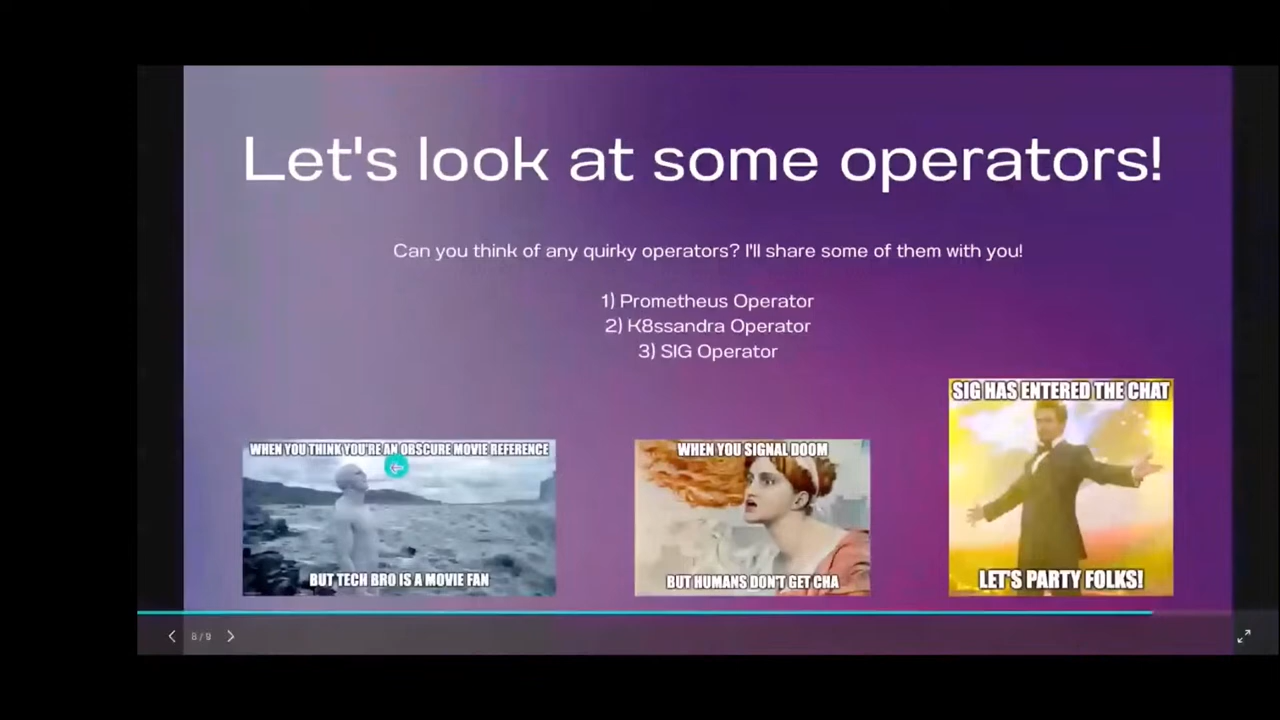 Let's look at some operators!
Can you think of any quirky operators? I'll share some of them with you!
1) Prometheus Operator
2) K8ssandra Operator
3) SIG Operator
WHEN YOU THINK YOU'RE AN OBSCURE MOVIE REFERENCE
BUT TECH BRO IS A MOVIE FAN
WHEN YOU SIGNAL DOOM
BUT HUMANS DON'T GET CHA
SIG HAS ENTERED THE CHAT
LET'S PARTY FOLKS!
8/9